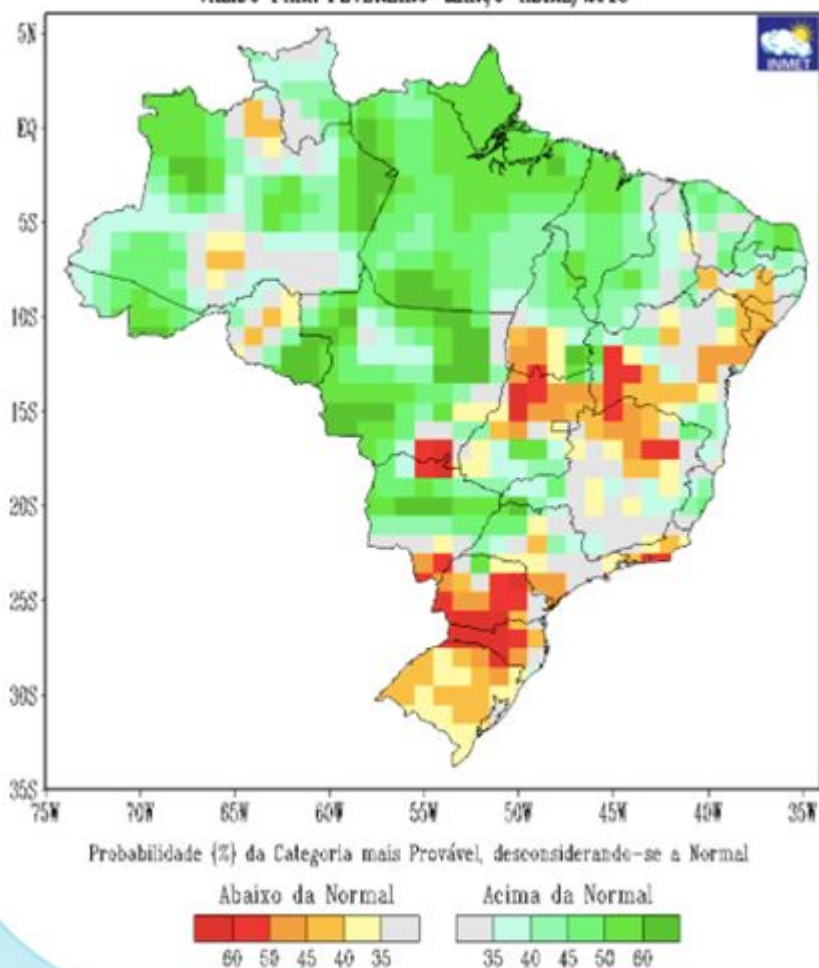 INMET
5N
EQ
5S
10S
15S
20S
25S
30S
35S
75W 70W 65W 60W 55W 50W 45W 40W 35W
Probabilidade (%) da Categoria mais Provável, desconsiderando-se a Normal
Abaixo da Normal Acima da Normal
60 50 45 40 35 35 40 45 50 60